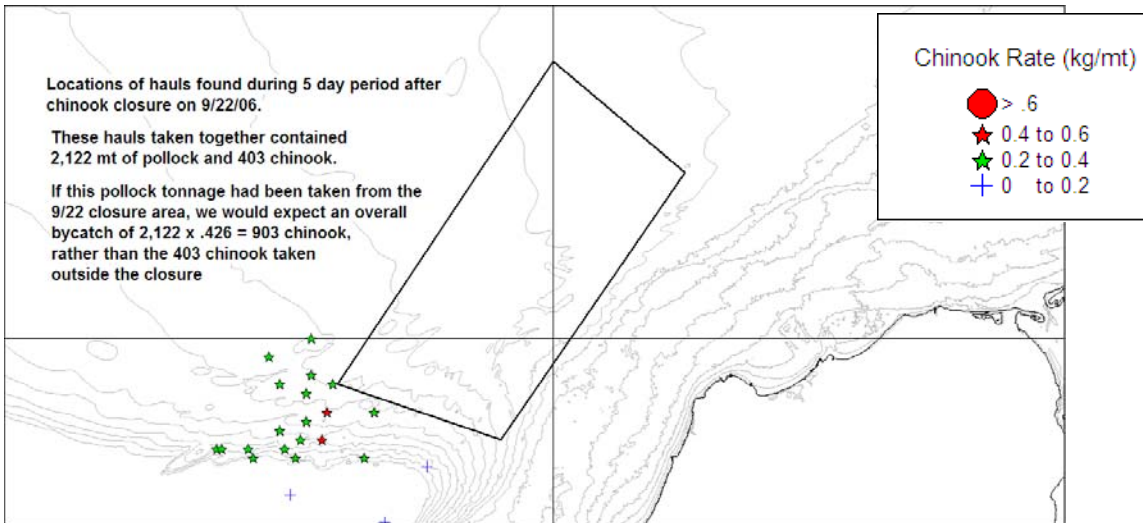 Locations of hauls found during 5 day period after
chinook closure on 9/22/06.
These hauls taken together contained
2,122 mt of pollock and 403 chinook.
If this pollock tonnage had been taken from the
9/22 closure area, we would expect an overall
bycatch of 2,122 x .426 = 903 chinook,
rather than the 403 chinook taken
outside the closure
Chinook Rate (kg/mt)
> .6
0.4 to 0.6
0.2 to 0.4
0 to 0.2